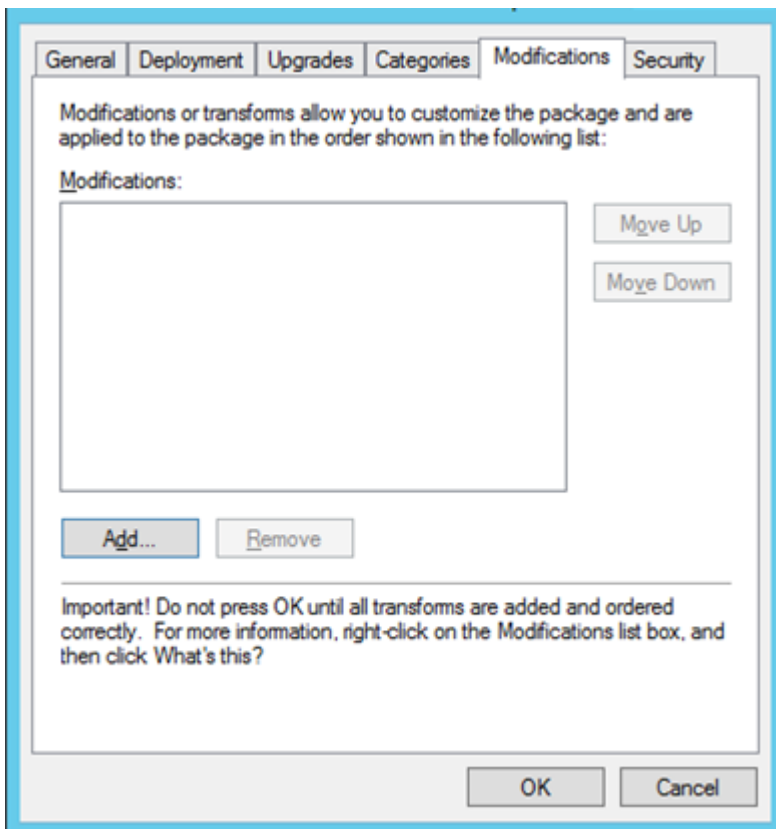 General Deployment Upgrades Categories Modifications Security
Modifications or transforms allow you to customize the package and are
applied to the package in the order shown in the following list:
Modifications:
Move Up
Move Down
Add... Remove
Important! Do not press OK until all transforms are added and ordered
correctly. For more information, right-click on the Modifications list box, and
then click What's this?
OK Cancel